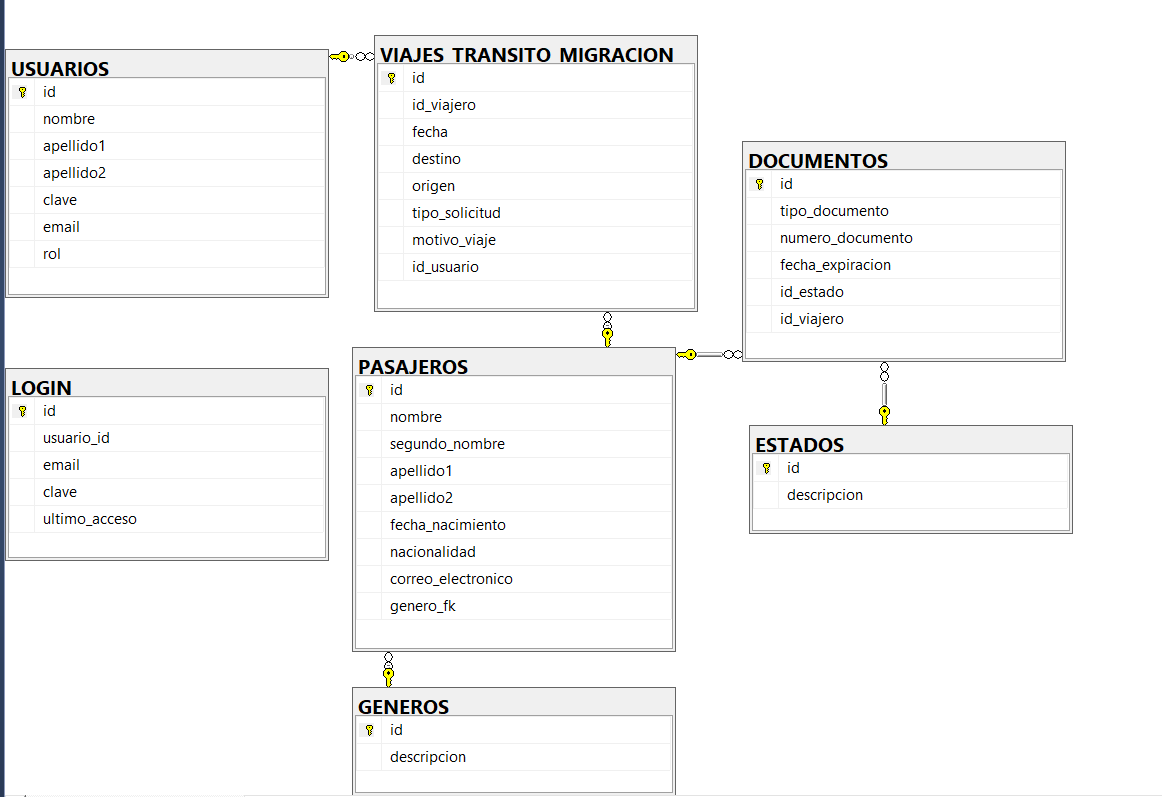 USUARIOS
id
nombre
apellido1
apellido2
clave
email
rol
VIAJES_TRANSITO_MIGRACION
id
id_viajero
fecha
destino
origen
tipo_solicitud
motivo_viaje
id_usuario
DOCUMENTOS
id
tipo_documento
numero_documento
fecha_expiracion
id_estado
id_viajero
LOGIN
id
usuario_id
email
clave
ultimo_acceso
PASAJEROS
id
nombre
segundo_nombre
apellido1
apellido2
fecha_nacimiento
nacionalidad
correo_electronico
genero_fk
ESTADOS
id
descripcion
GENEROS
id
descripcion